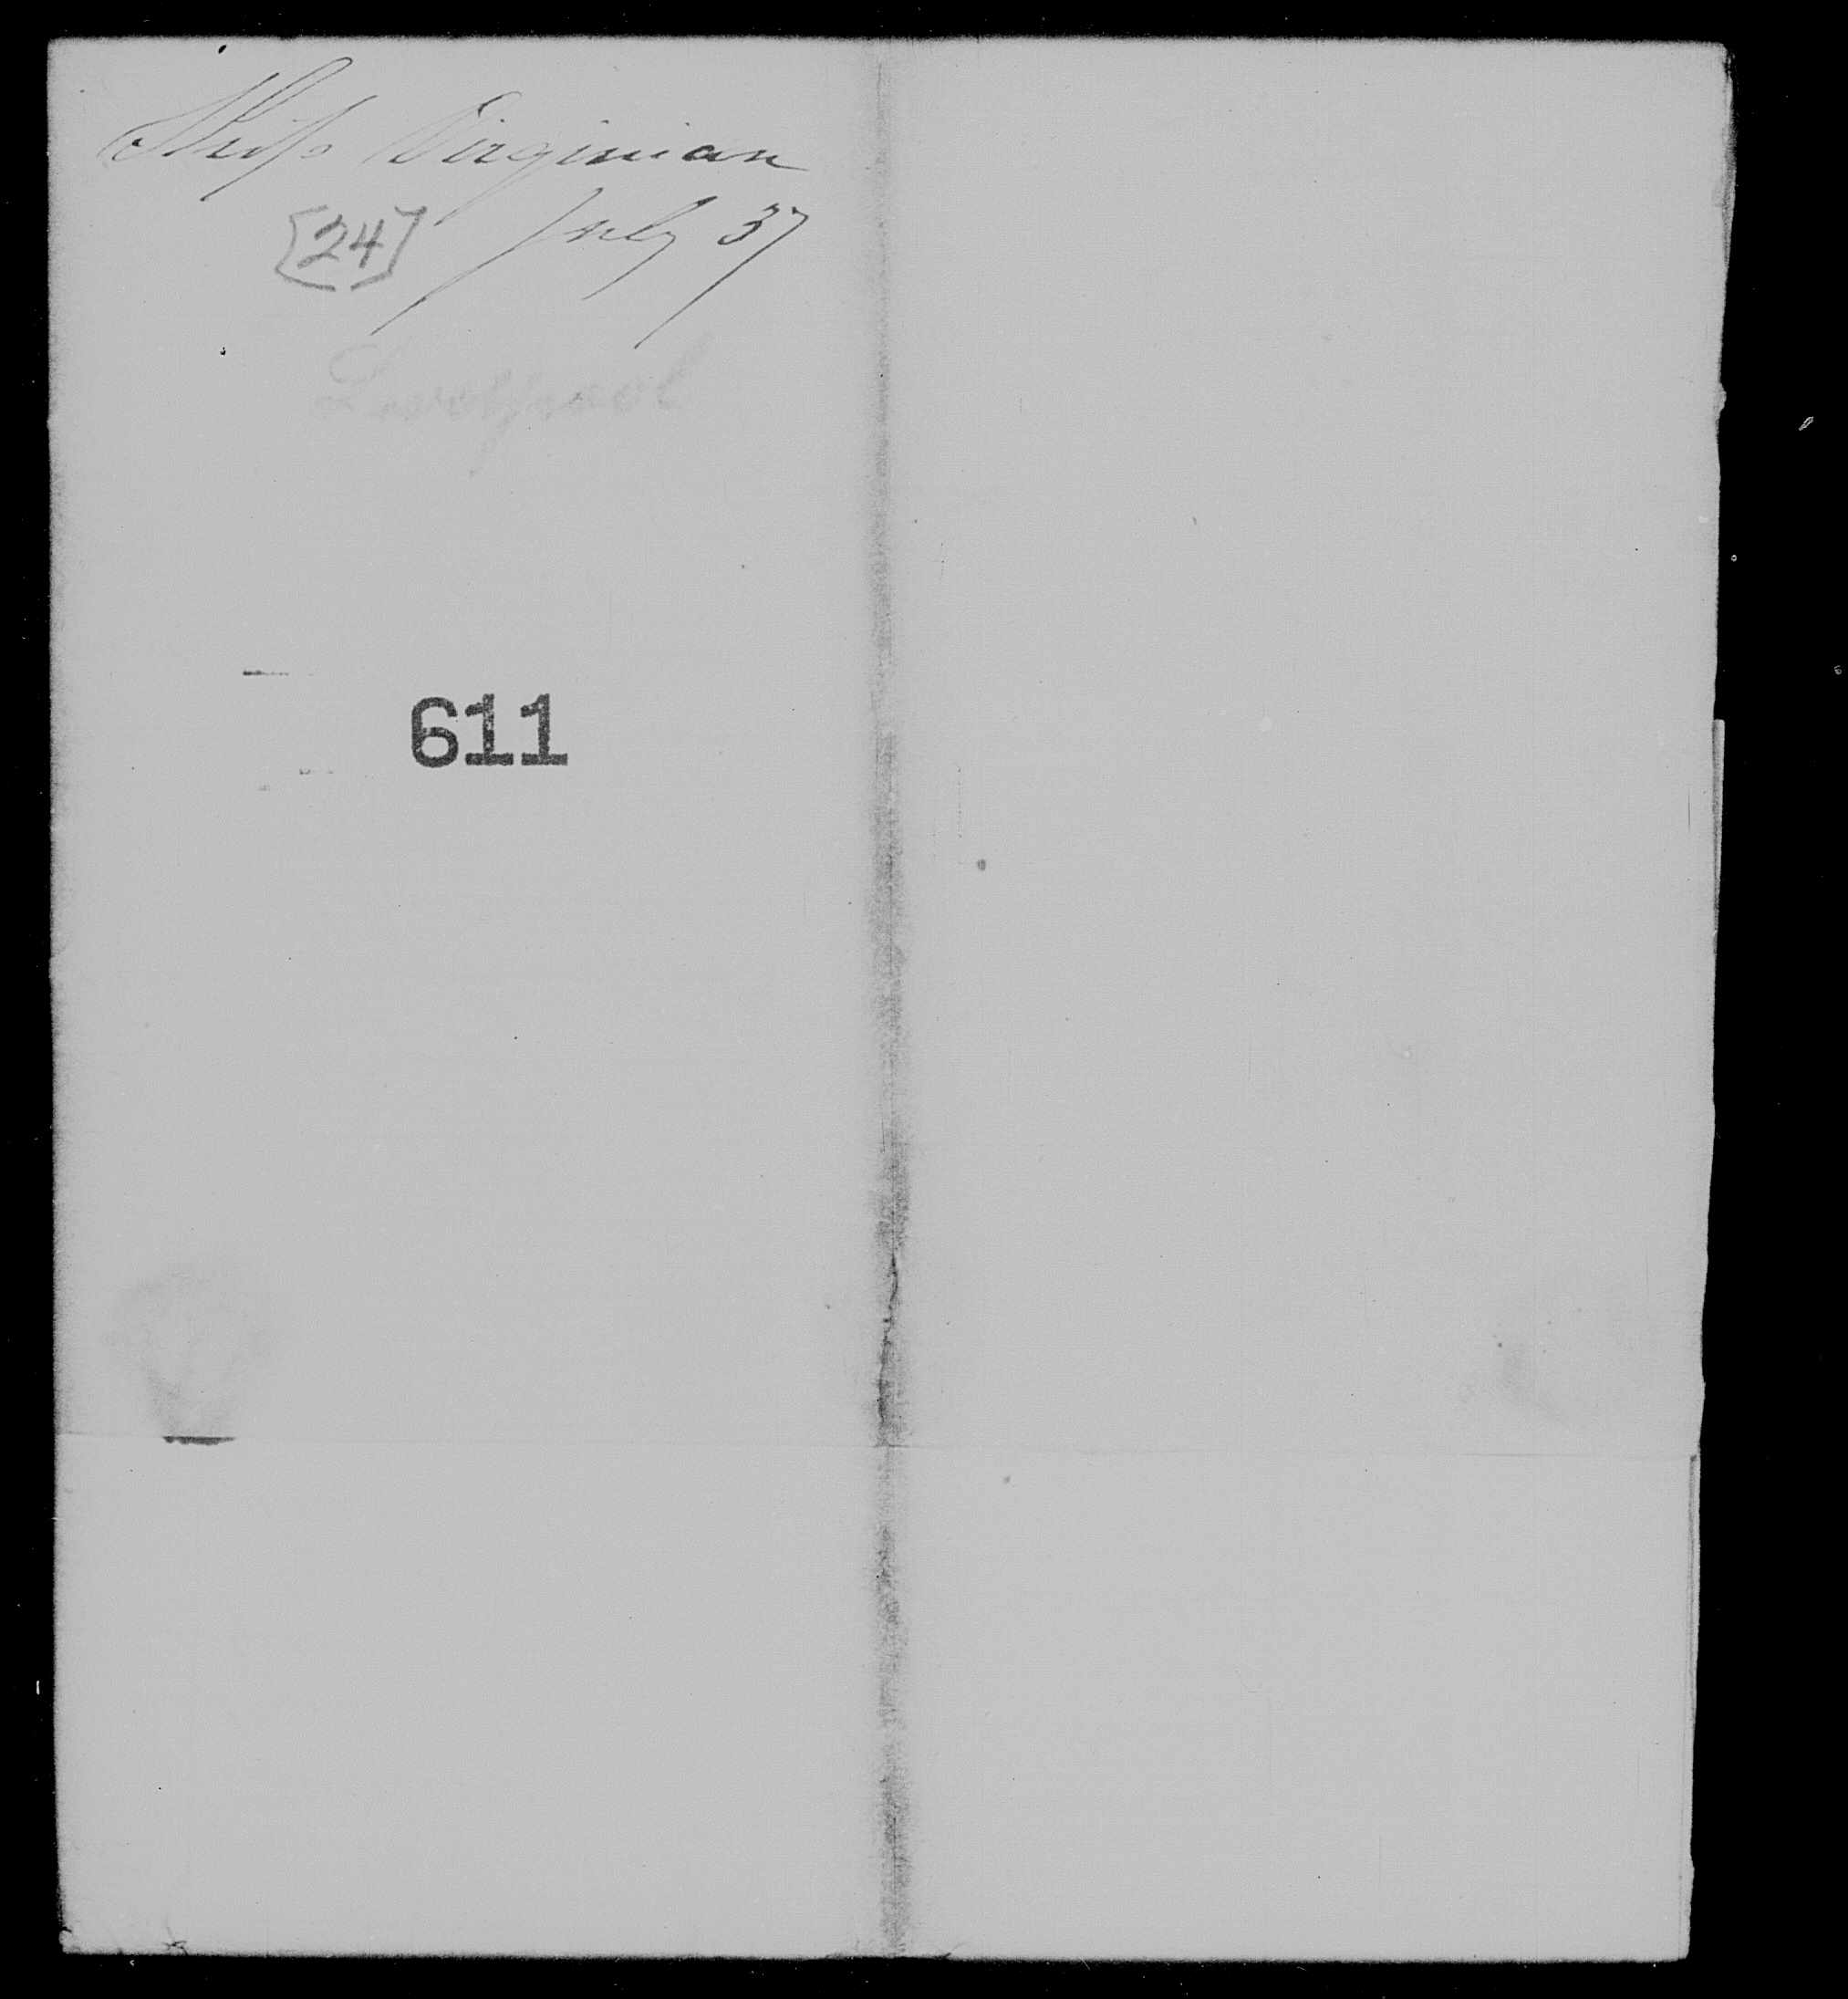 Ship Virginian
July 37
[24]
Liverpool
611